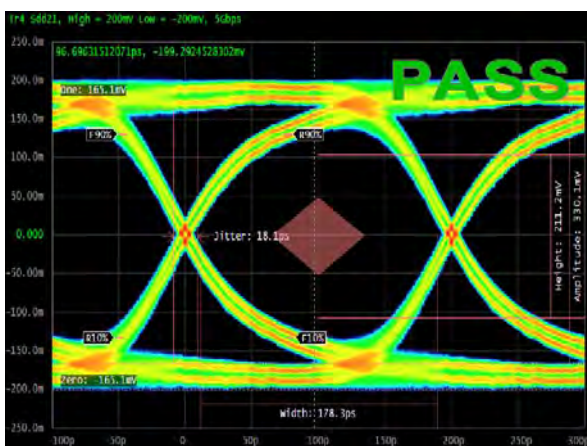 Tr4 Sdd21, High = 200mV Low = -200mV, 5Gbps
250.0m
96.69631512071ps, -199.2924528302mv
PASS
200.0m
One: 165.1mV
150.0m
F90%
R90%
100.0m
50.00m
0.000
Jitter: 18.1ps
Height: 211.2mV
Amplitude: 330.1mV
-50.00m
-100.0m
R10%
F10%
-150.0m
Zero: -165.1mV
-200.0m
Width: 178.3ps
-250.0m
-100p
-50p
0
50p
100p
150p
200p
250p
300p